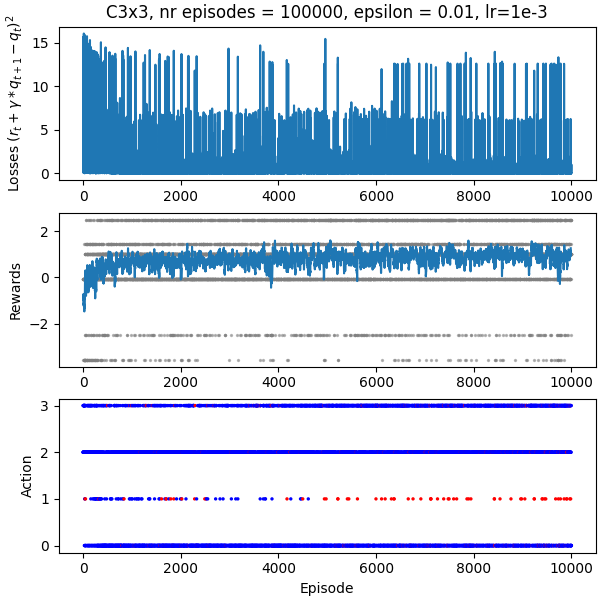 C3x3, nr episodes = 100000, epsilon = 0.01, lr=1e-3
Losses (r_t + γ * q_{t+1} − q_t)^2
15
10
5
0
0 2000 4000 6000 8000 10000
Rewards
2
0
−2
0 2000 4000 6000 8000 10000
Action
3
2
1
0
0 2000 4000 6000 8000 10000
Episode